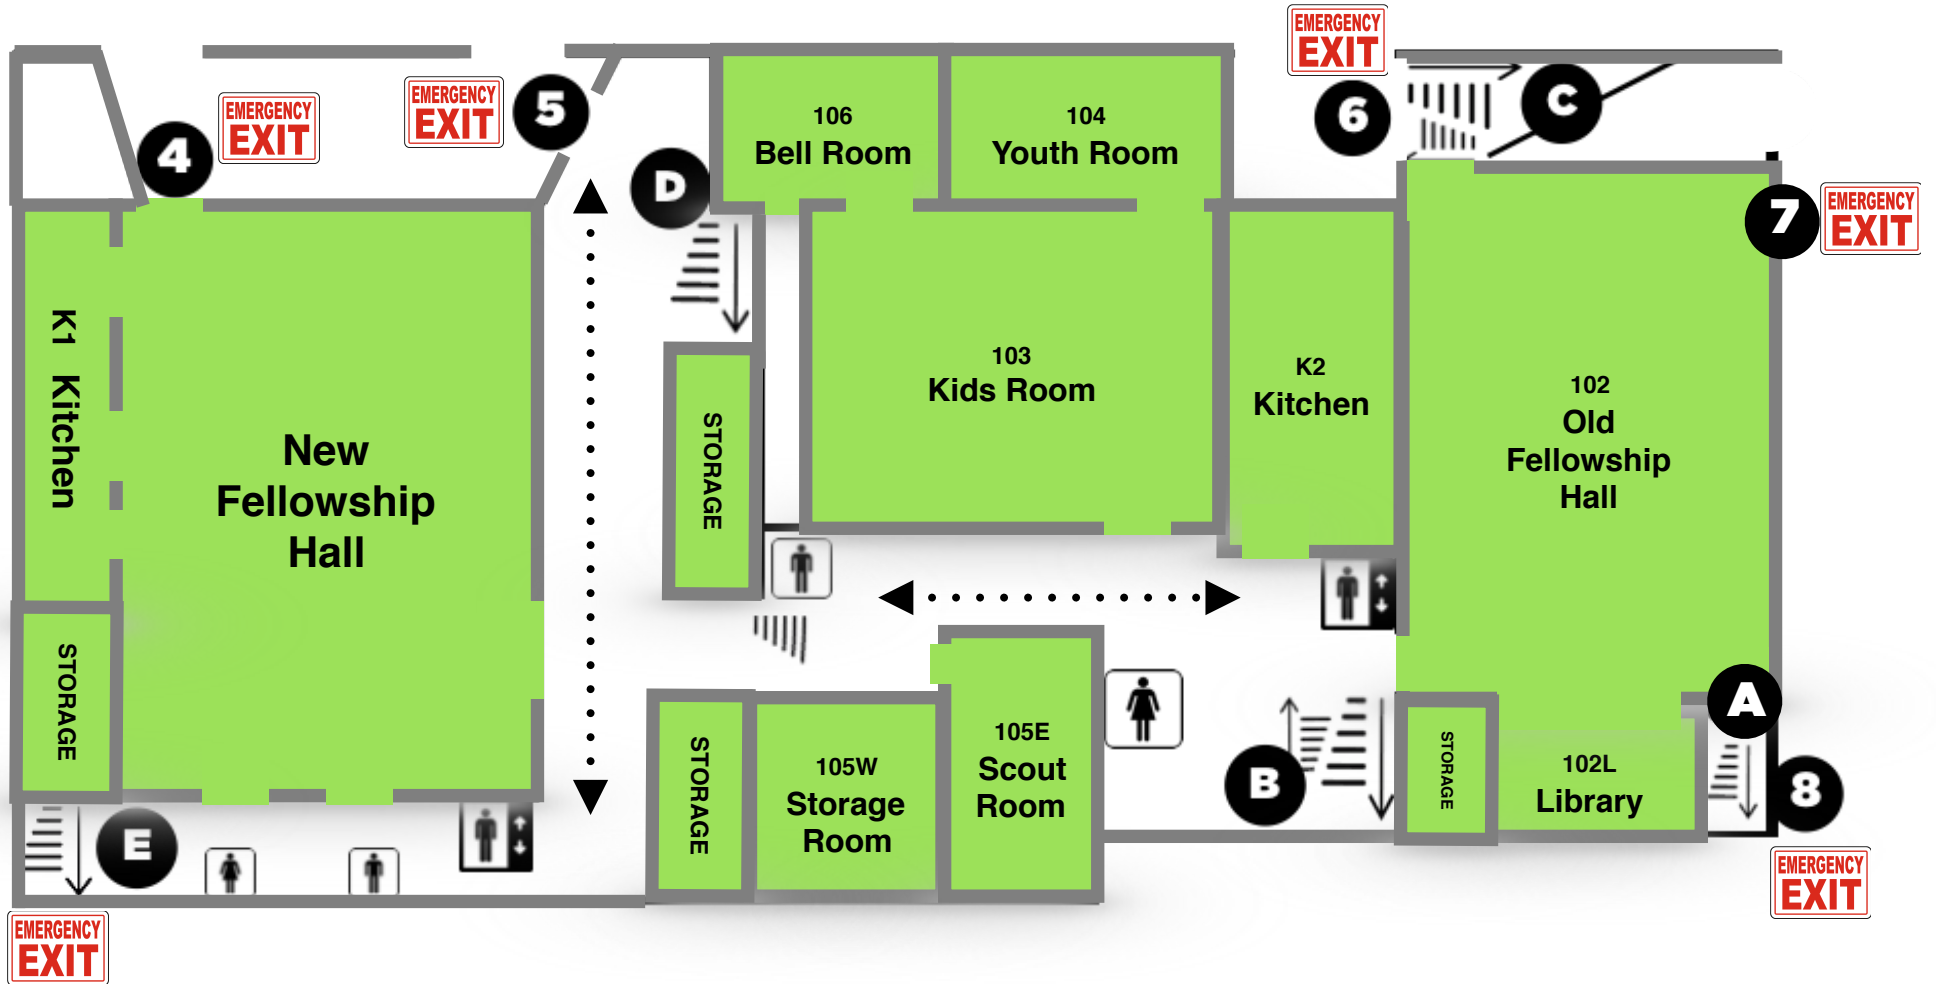 EMERGENCY
EXIT
6
C
EMERGENCY
EXIT
4
EMERGENCY
EXIT
5
D
106
Bell Room
104
Youth Room
7
EMERGENCY
EXIT
K1 Kitchen
New
Fellowship
Hall
STORAGE
103
Kids Room
K2
Kitchen
102
Old
Fellowship
Hall
STORAGE
STORAGE
105W
Storage
Room
105E
Scout
Room
B
STORAGE
102L
Library
A
8
E
EMERGENCY
EXIT
EMERGENCY
EXIT